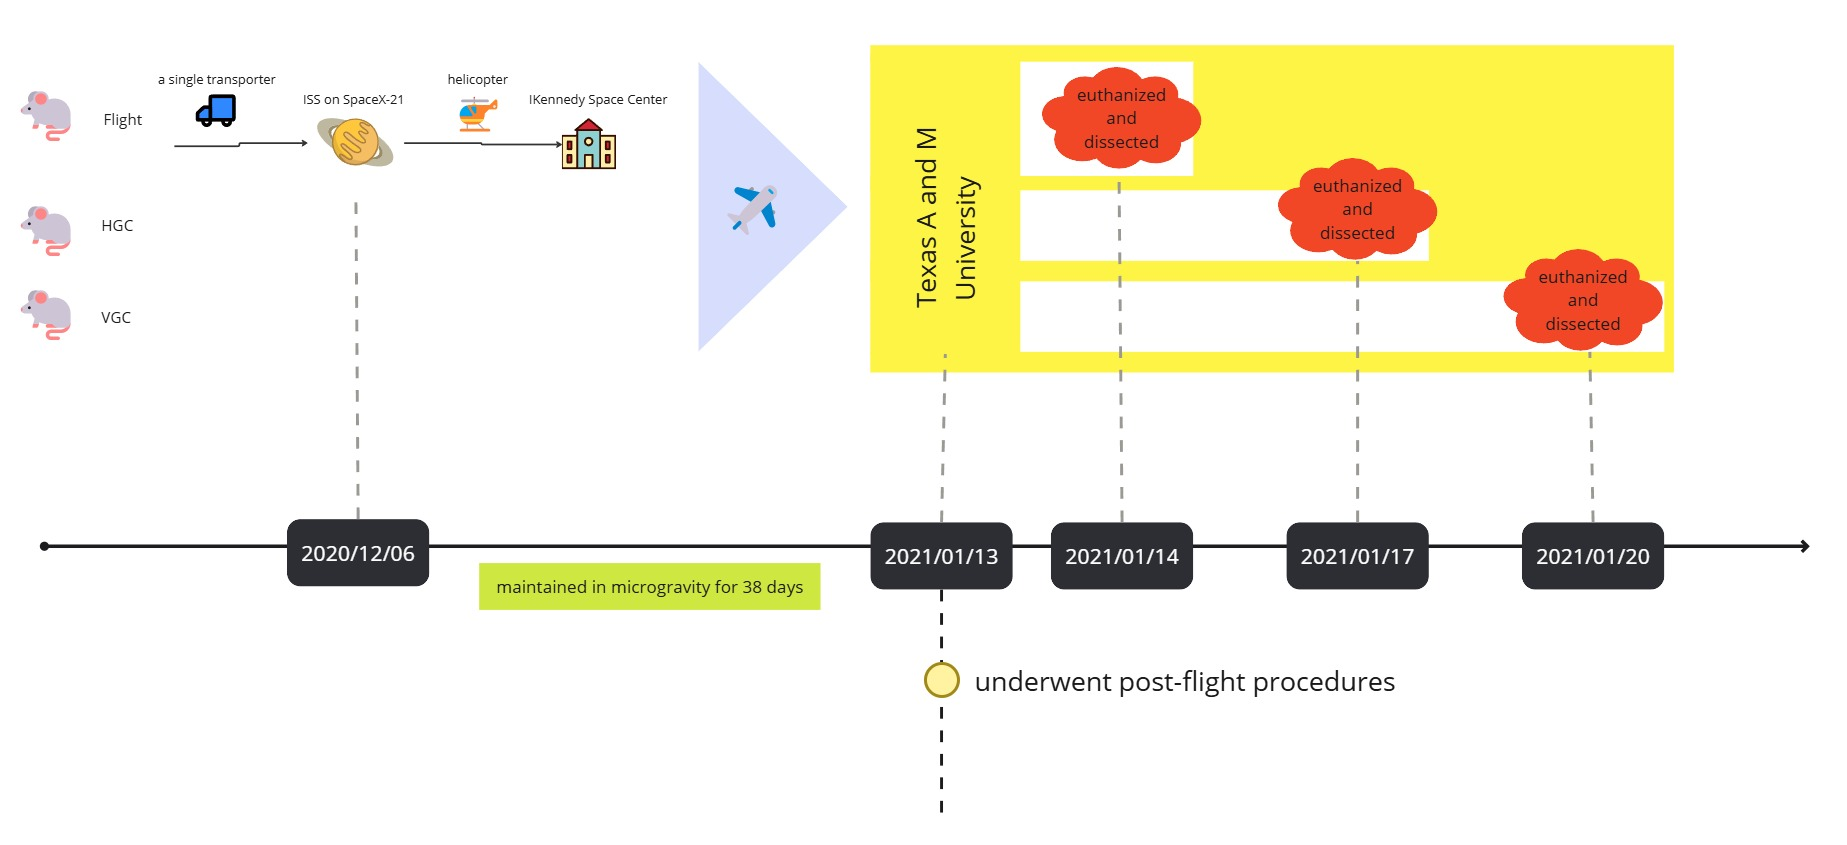 a single transporter
helicopter
ISS on SpaceX-21
IKennedy Space Center
Flight
HGC
VGC
Texas A and M
University
euthanized
and
dissected
euthanized
and
dissected
euthanized
and
dissected
2020/12/06
2021/01/13
2021/01/14
2021/01/17
2021/01/20
maintained in microgravity for 38 days
underwent post-flight procedures